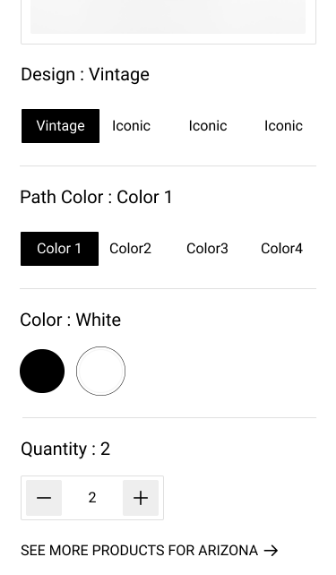 Design : Vintage
Vintage Iconic Iconic Iconic
Path Color : Color 1
Color 1 Color2 Color3 Color4
Color : White
Quantity : 2
— 2 +
SEE MORE PRODUCTS FOR ARIZONA →